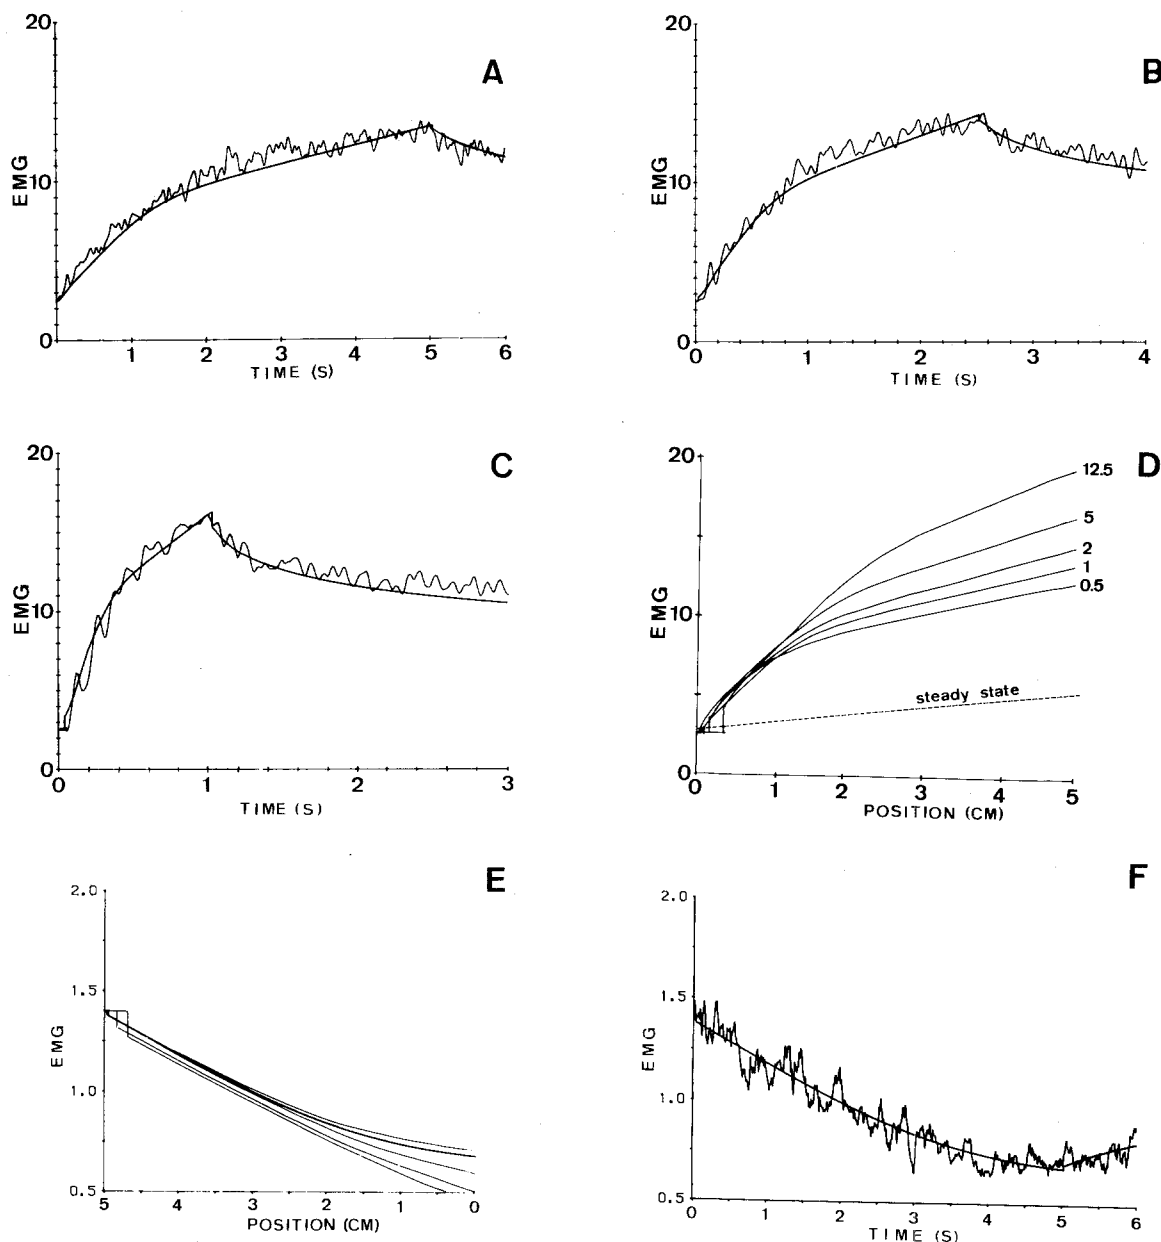 A
20
10
0
EMG
1 2 3 4 5 6
TIME (S)
B
20
10
0
EMG
0 1 2 3 4
TIME (S)
C
20
10
0
EMG
0 1 2 3
TIME (S)
D
20
10
0
EMG
12.5
5
2
1
0.5
steady state
0 1 2 3 4 5
POSITION (CM)
E
2.0
1.5
1.0
0.5
EMG
5 4 3 2 1 0
POSITION (CM)
F
2.0
1.5
1.0
0.5
EMG
0 1 2 3 4 5 6
TIME (S)